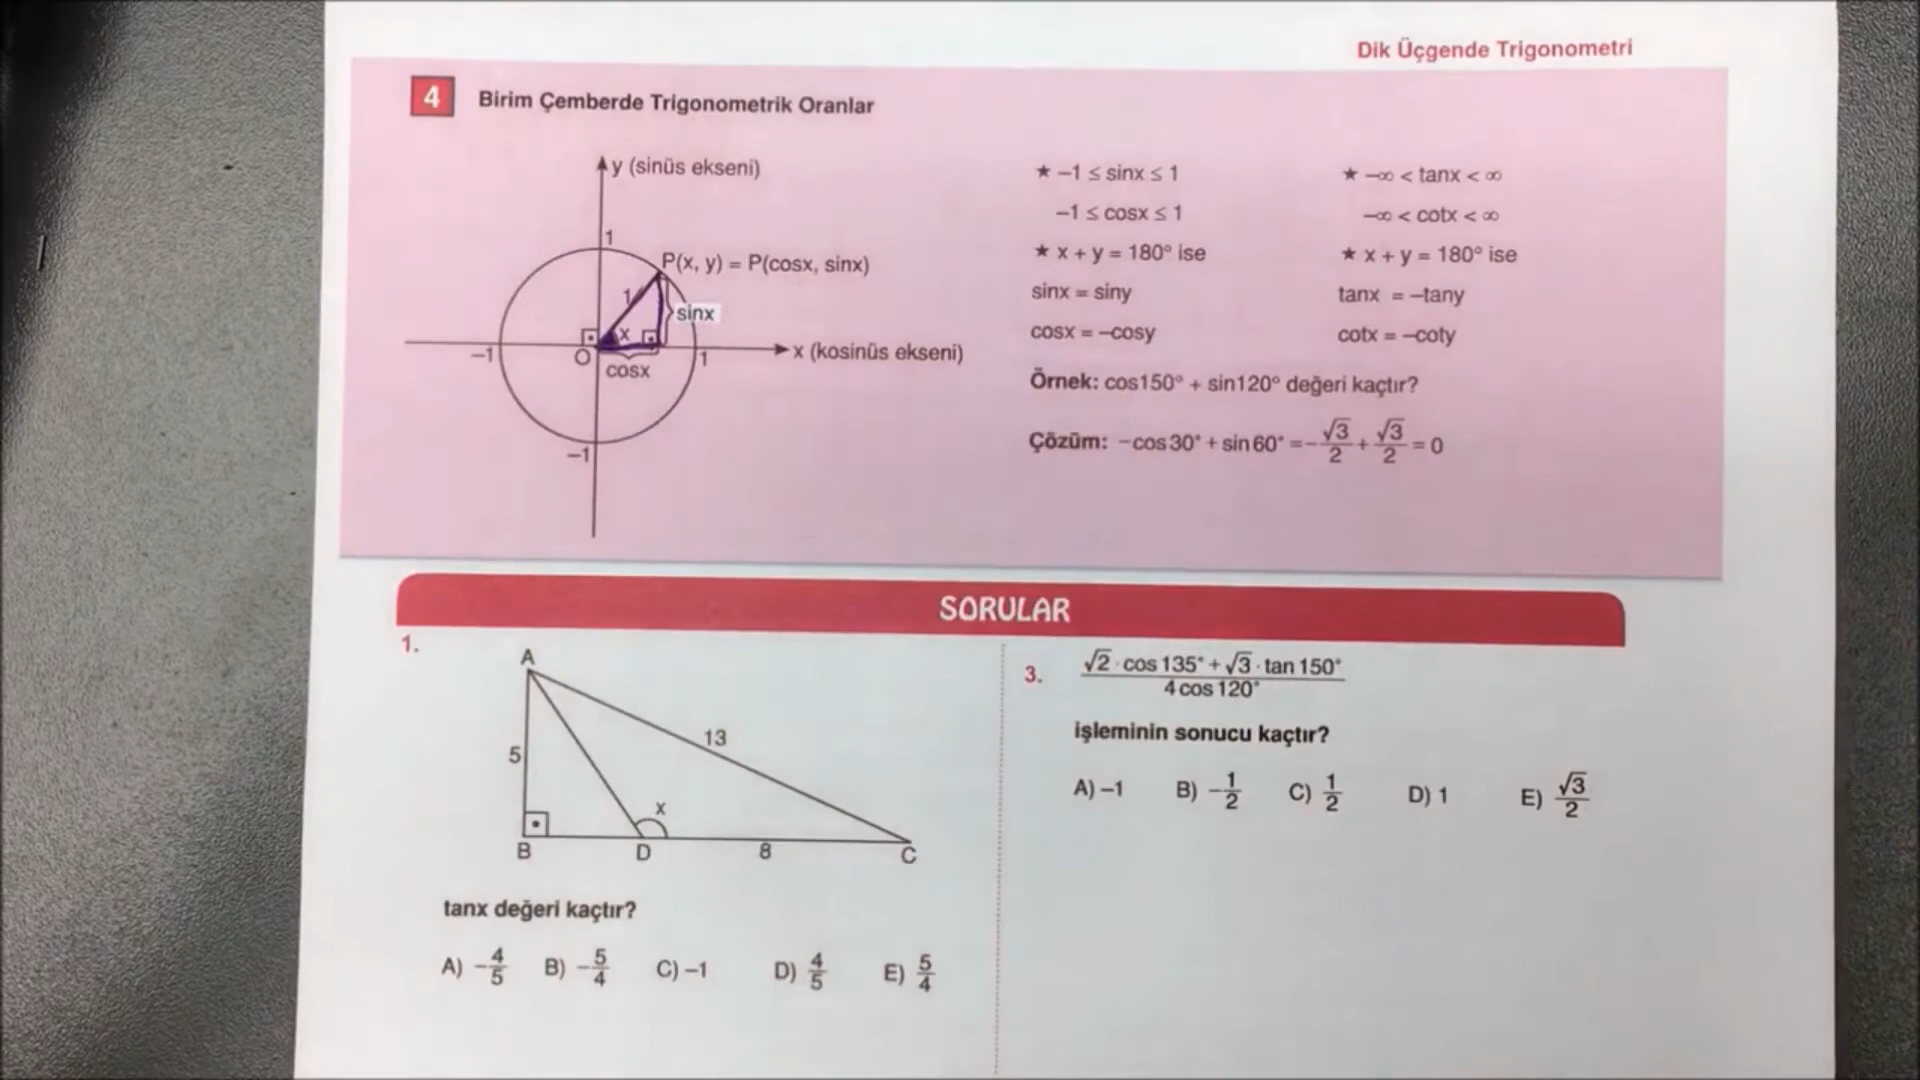 Dik Üçgende Trigonometri
4 Birim Çemberde Trigonometrik Oranlar
y (sinüs ekseni)
1
P(x, y) = P(cosx, sinx)
1
sinx
x
−1
O
cosx
1
x (kosinüs ekseni)
−1
★ −1 ≤ sinx ≤ 1
−1 ≤ cosx ≤ 1
★ x + y = 180° ise
sinx = siny
cosx = −cosy
★ −∞ < tanx < ∞
−∞ < cotx < ∞
★ x + y = 180° ise
tanx = −tany
cotx = −coty
Örnek: cos150° + sin120° değeri kaçtır?
Çözüm: −cos 30° + sin 60° = −√3/2 + √3/2 = 0
SORULAR
1.
A
13
5
x
B
D
8
C
tanx değeri kaçtır?
A) −4/5 B) −5/4 C) −1 D) 4/5 E) 5/4
3. (√2 · cos 135° + √3 · tan 150°) / (4 cos 120°)
işleminin sonucu kaçtır?
A) −1 B) −1/2 C) 1/2 D) 1 E) √3/2